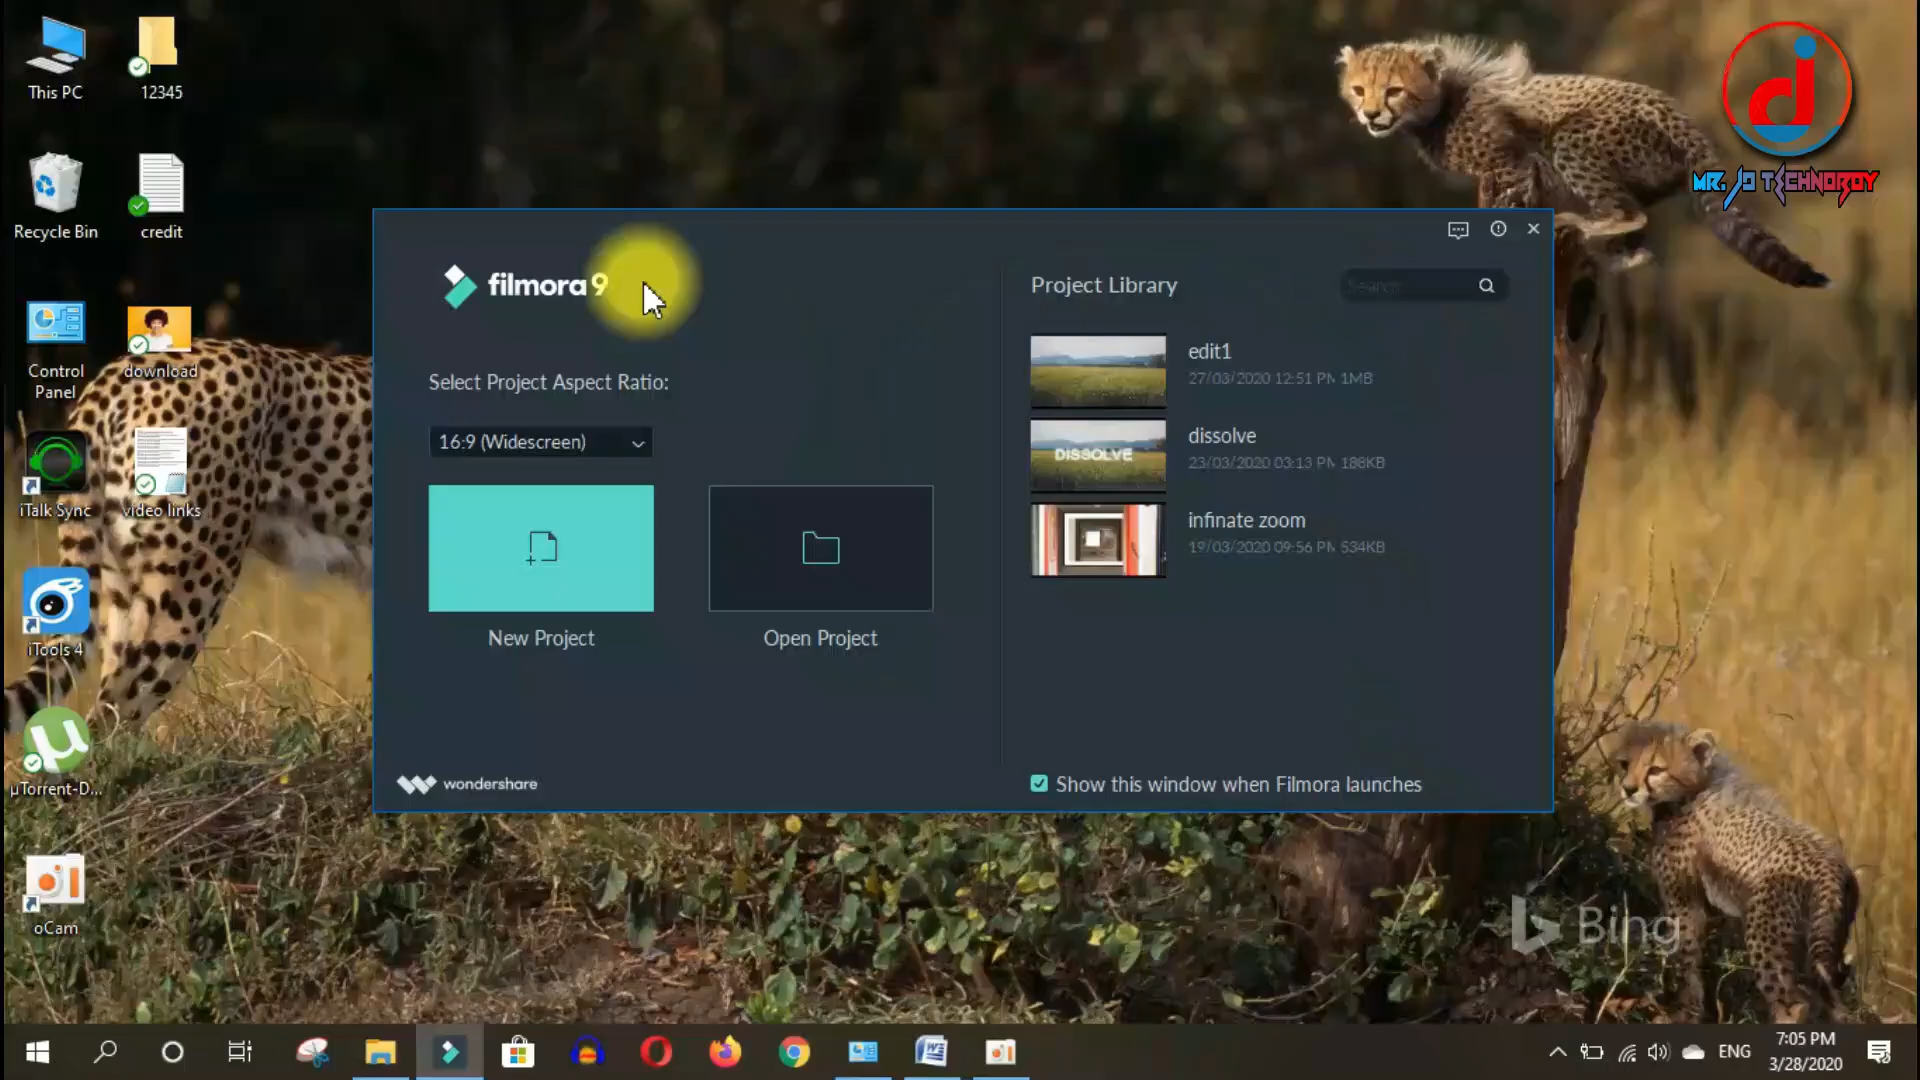 This PC
12345
Recycle Bin
credit
Control
Panel
download
iTalk Sync
video links
iTools 4
µTorrent-D...
oCam
MR. JO TECHNOBOY
filmora9
Select Project Aspect Ratio:
16:9 (Widescreen)
New Project
Open Project
wondershare
Project Library
Search
edit1
27/03/2020 12:51 PM 1MB
dissolve
23/03/2020 03:13 PM 188KB
DISSOLVE
infinate zoom
19/03/2020 09:56 PM 534KB
Show this window when Filmora launches
Bing
ENG
7:05 PM
3/28/2020